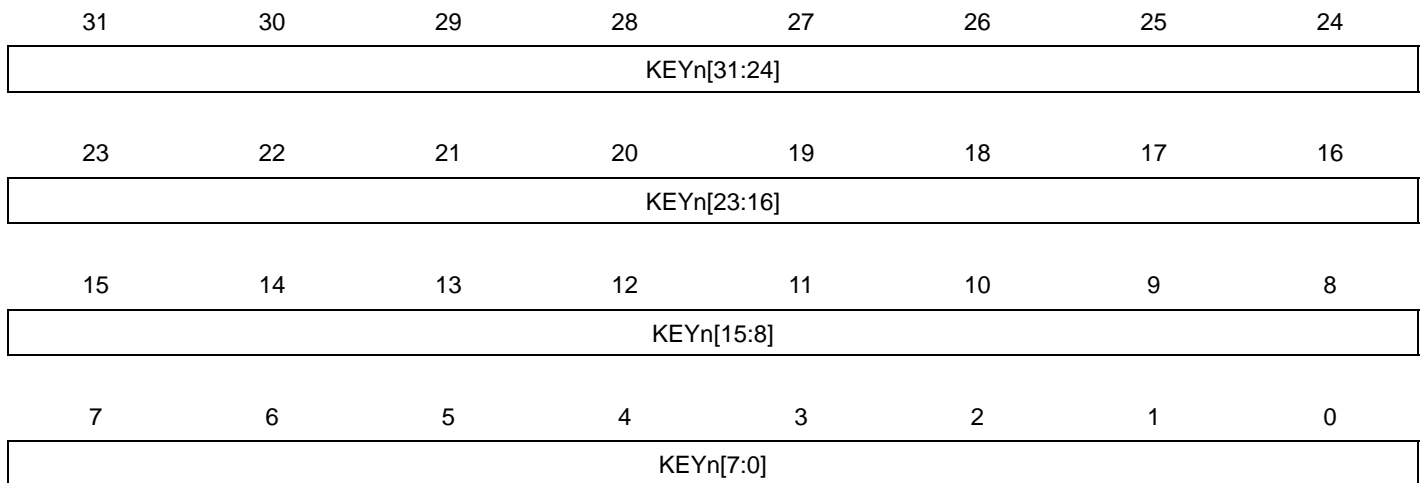 31 30 29 28 27 26 25 24
KEYn[31:24]
23 22 21 20 19 18 17 16
KEYn[23:16]
15 14 13 12 11 10 9 8
KEYn[15:8]
7 6 5 4 3 2 1 0
KEYn[7:0]